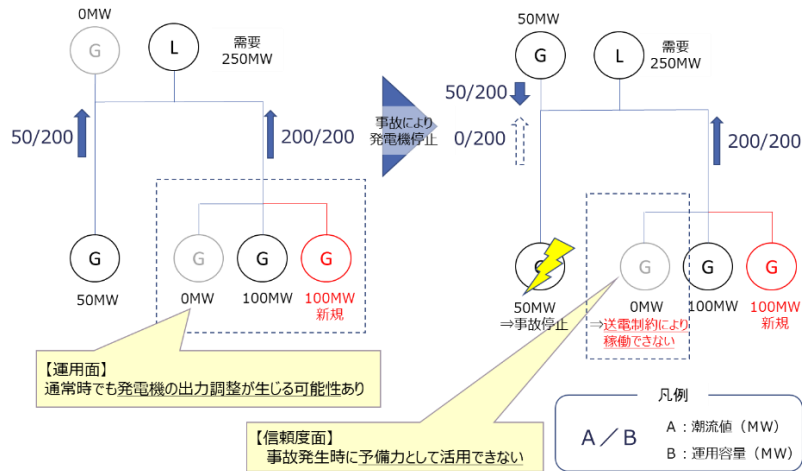 0MW
G
L
需要
250MW
50/200
200/200
G
G
G
G
50MW
0MW
100MW
100MW
新規
【運用面】
通常時でも発電機の出力調整が生じる可能性あり
事故により
発電機停止
50MW
G
L
需要
250MW
50/200
0/200
200/200
G
G
G
50MW
⇒事故停止
0MW
⇒送電制約により
稼働できない
100MW
100MW
新規
【信頼度面】
事故発生時に予備力として活用できない
凡例
A/B
A:潮流値(MW)
B:運用容量(MW)